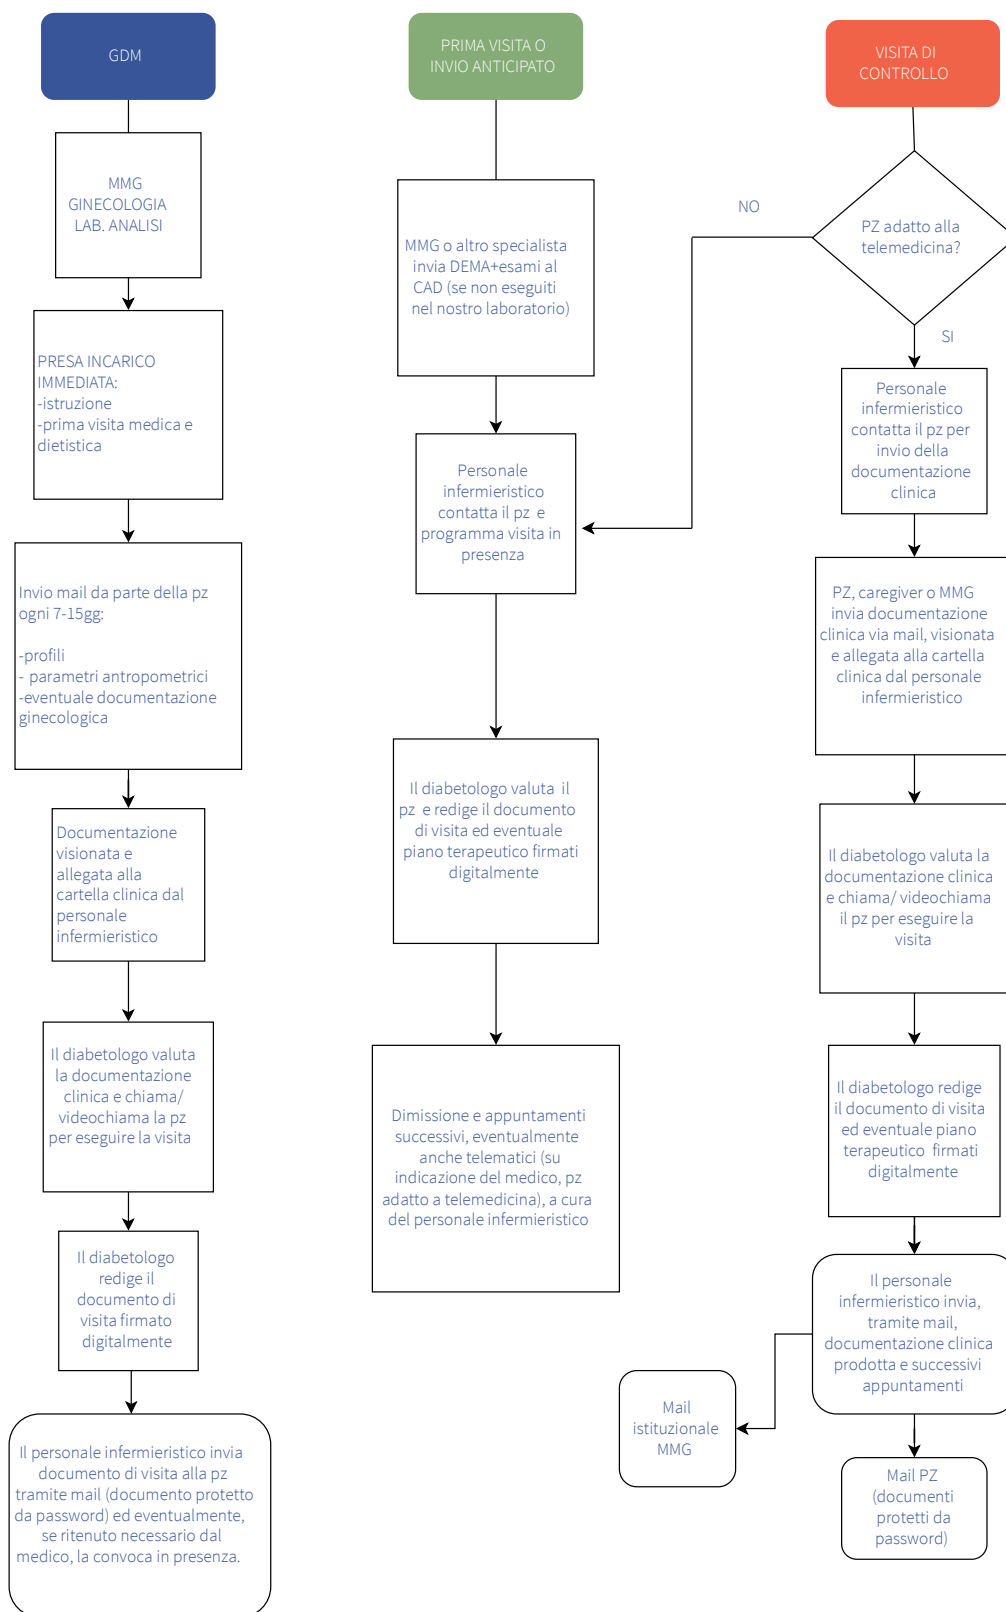 GDM
MMG
GINECOLOGIA
LAB. ANALISI
PRESA INCARICO
IMMEDIATA:
-istruzione
-prima visita medica e
dietistica
Invio mail da parte della pz
ogni 7-15gg:
-profili
- parametri antropometrici
-eventuale documentazione
ginecologica
Documentazione
visionata e
allegata alla
cartella clinica dal
personale
infermieristico
Il diabetologo valuta
la documentazione
clinica e chiama/
videochiama la pz
per eseguire la visita
Il diabetologo
redige il
documento di
visita firmato
digitalmente
Il personale infermieristico invia
documento di visita alla pz
tramite mail (documento protetto
da password) ed eventualmente,
se ritenuto necessario dal
medico, la convoca in presenza.
PRIMA VISITA O
INVIO ANTICIPATO
MMG o altro specialista
invia DEMA+esami al
CAD (se non eseguiti
nel nostro laboratorio)
Personale
infermieristico
contatta il pz e
programma visita in
presenza
Il diabetologo valuta il
pz e redige il documento
di visita ed eventuale
piano terapeutico firmati
digitalmente
Dimissione e appuntamenti
successivi, eventualmente
anche telematici (su
indicazione del medico, pz
adatto a telemedicina), a cura
del personale infermieristico
VISITA DI
CONTROLLO
PZ adatto alla
telemedicina?
NO
SI
Personale
infermieristico
contatta il pz per
invio della
documentazione
clinica
PZ, caregiver o MMG
invia documentazione
clinica via mail, visionata
e allegata alla cartella
clinica dal personale
infermieristico
Il diabetologo valuta la
documentazione clinica
e chiama/ videochiama
il pz per eseguire la
visita
Il diabetologo redige
il documento di visita
ed eventuale piano
terapeutico firmati
digitalmente
Il personale
infermieristico invia,
tramite mail,
documentazione clinica
prodotta e successivi
appuntamenti
Mail
istituzionale
MMG
Mail PZ
(documenti
protetti da
password)